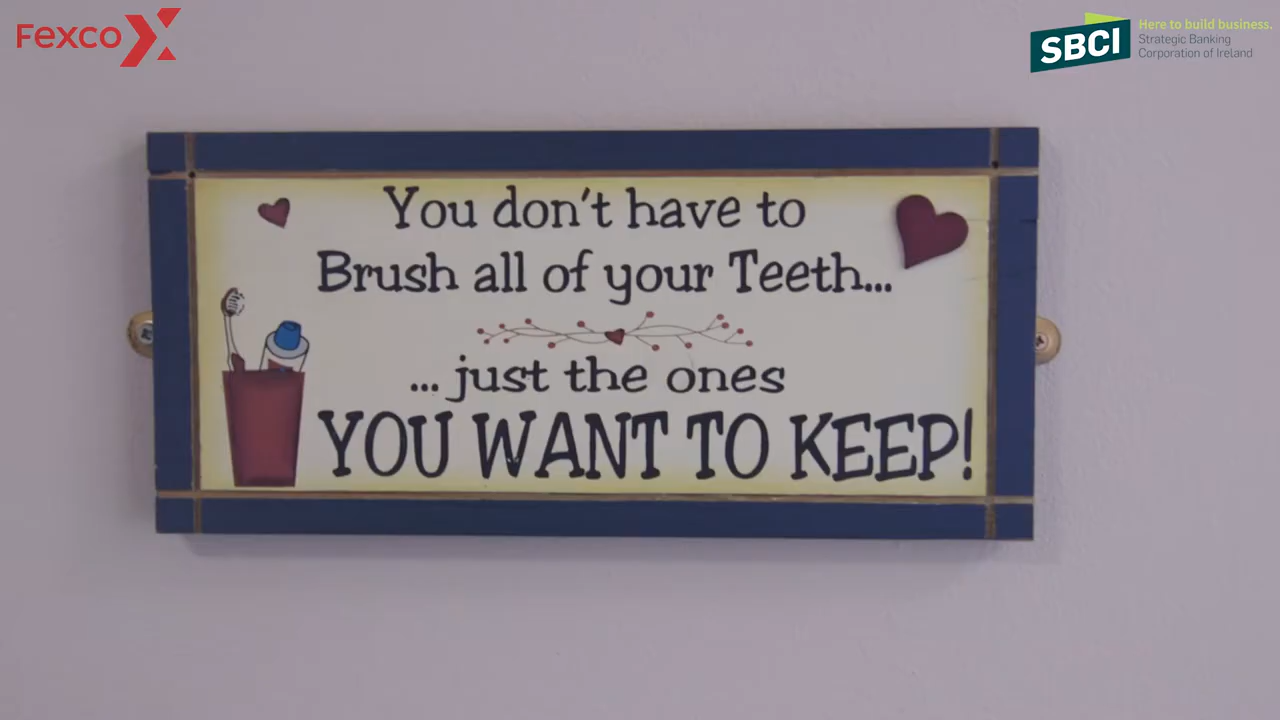 Fexco
SBCI
Here to build business.
Strategic Banking
Corporation of Ireland
You don't have to
Brush all of your Teeth...
... just the ones
YOU WANT TO KEEP!